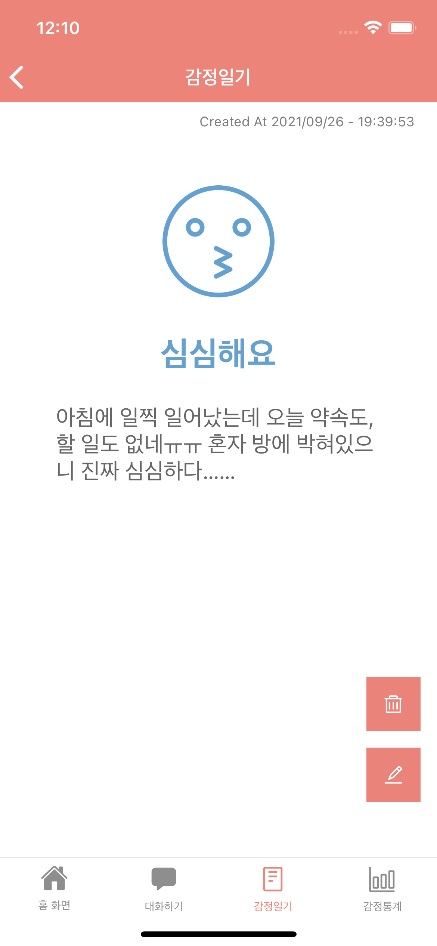 12:10
감정일기
Created At 2021/09/26 - 19:39:53
심심해요
아침에 일찍 일어났는데 오늘 약속도,
할 일도 없네ㅠㅠ 혼자 방에 박혀있으
니 진짜 심심하다......
홈 화면
대화하기
감정일기
감정통계